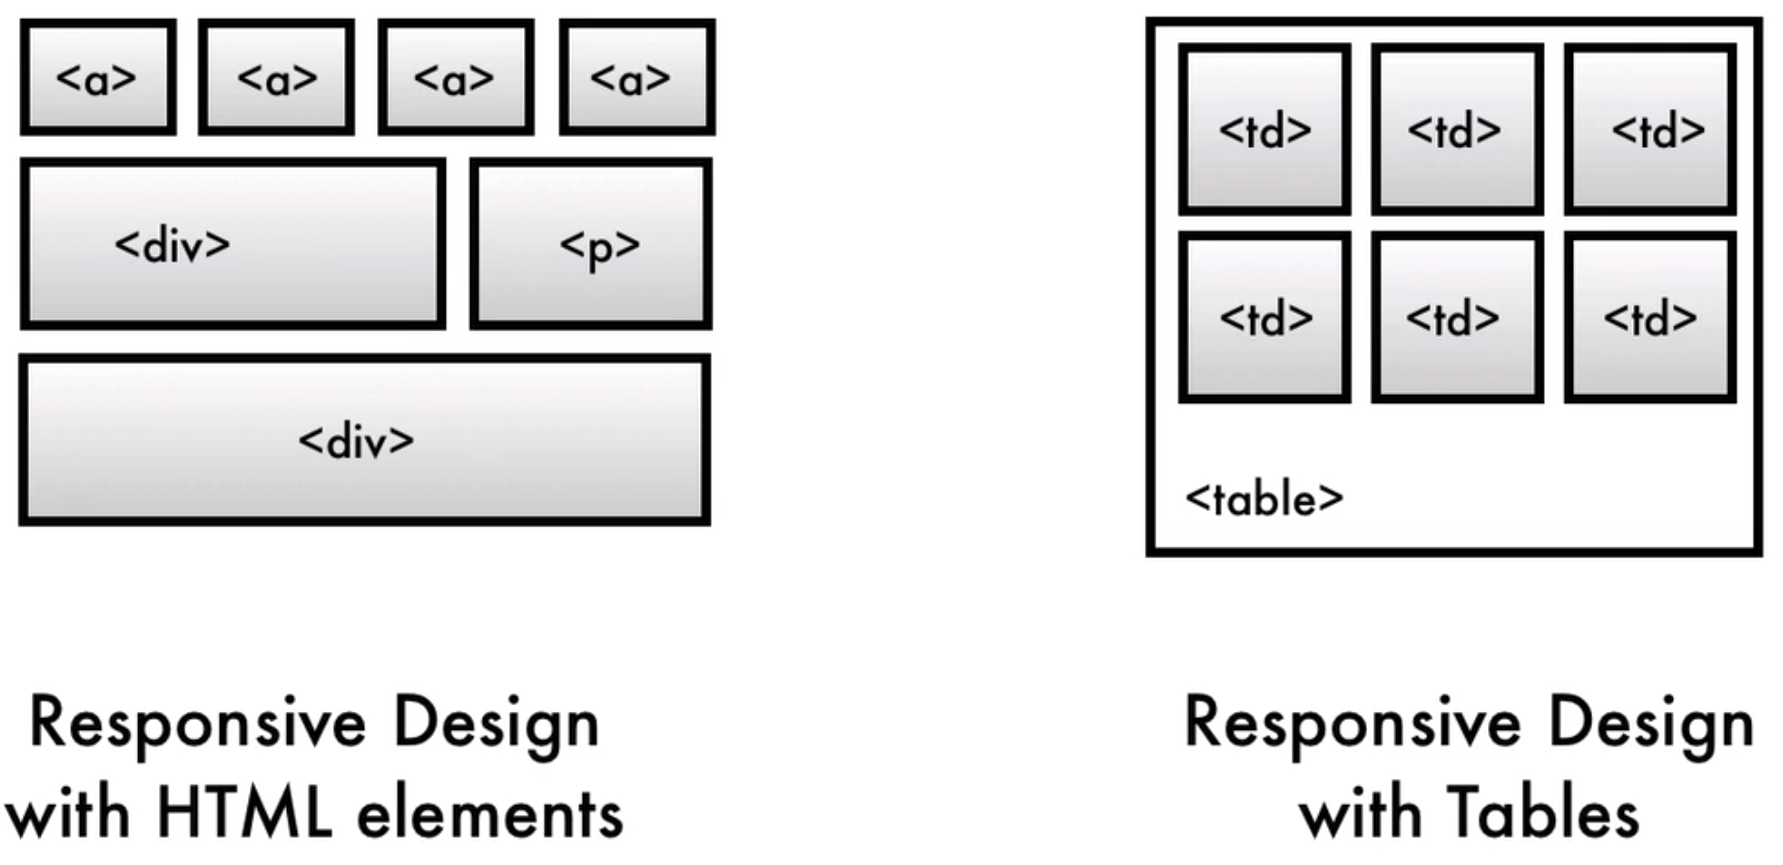 <a> <a> <a> <a>
<div> <p>
<div>
Responsive Design
with HTML elements
<td> <td> <td>
<td> <td> <td>
<table>
Responsive Design
with Tables